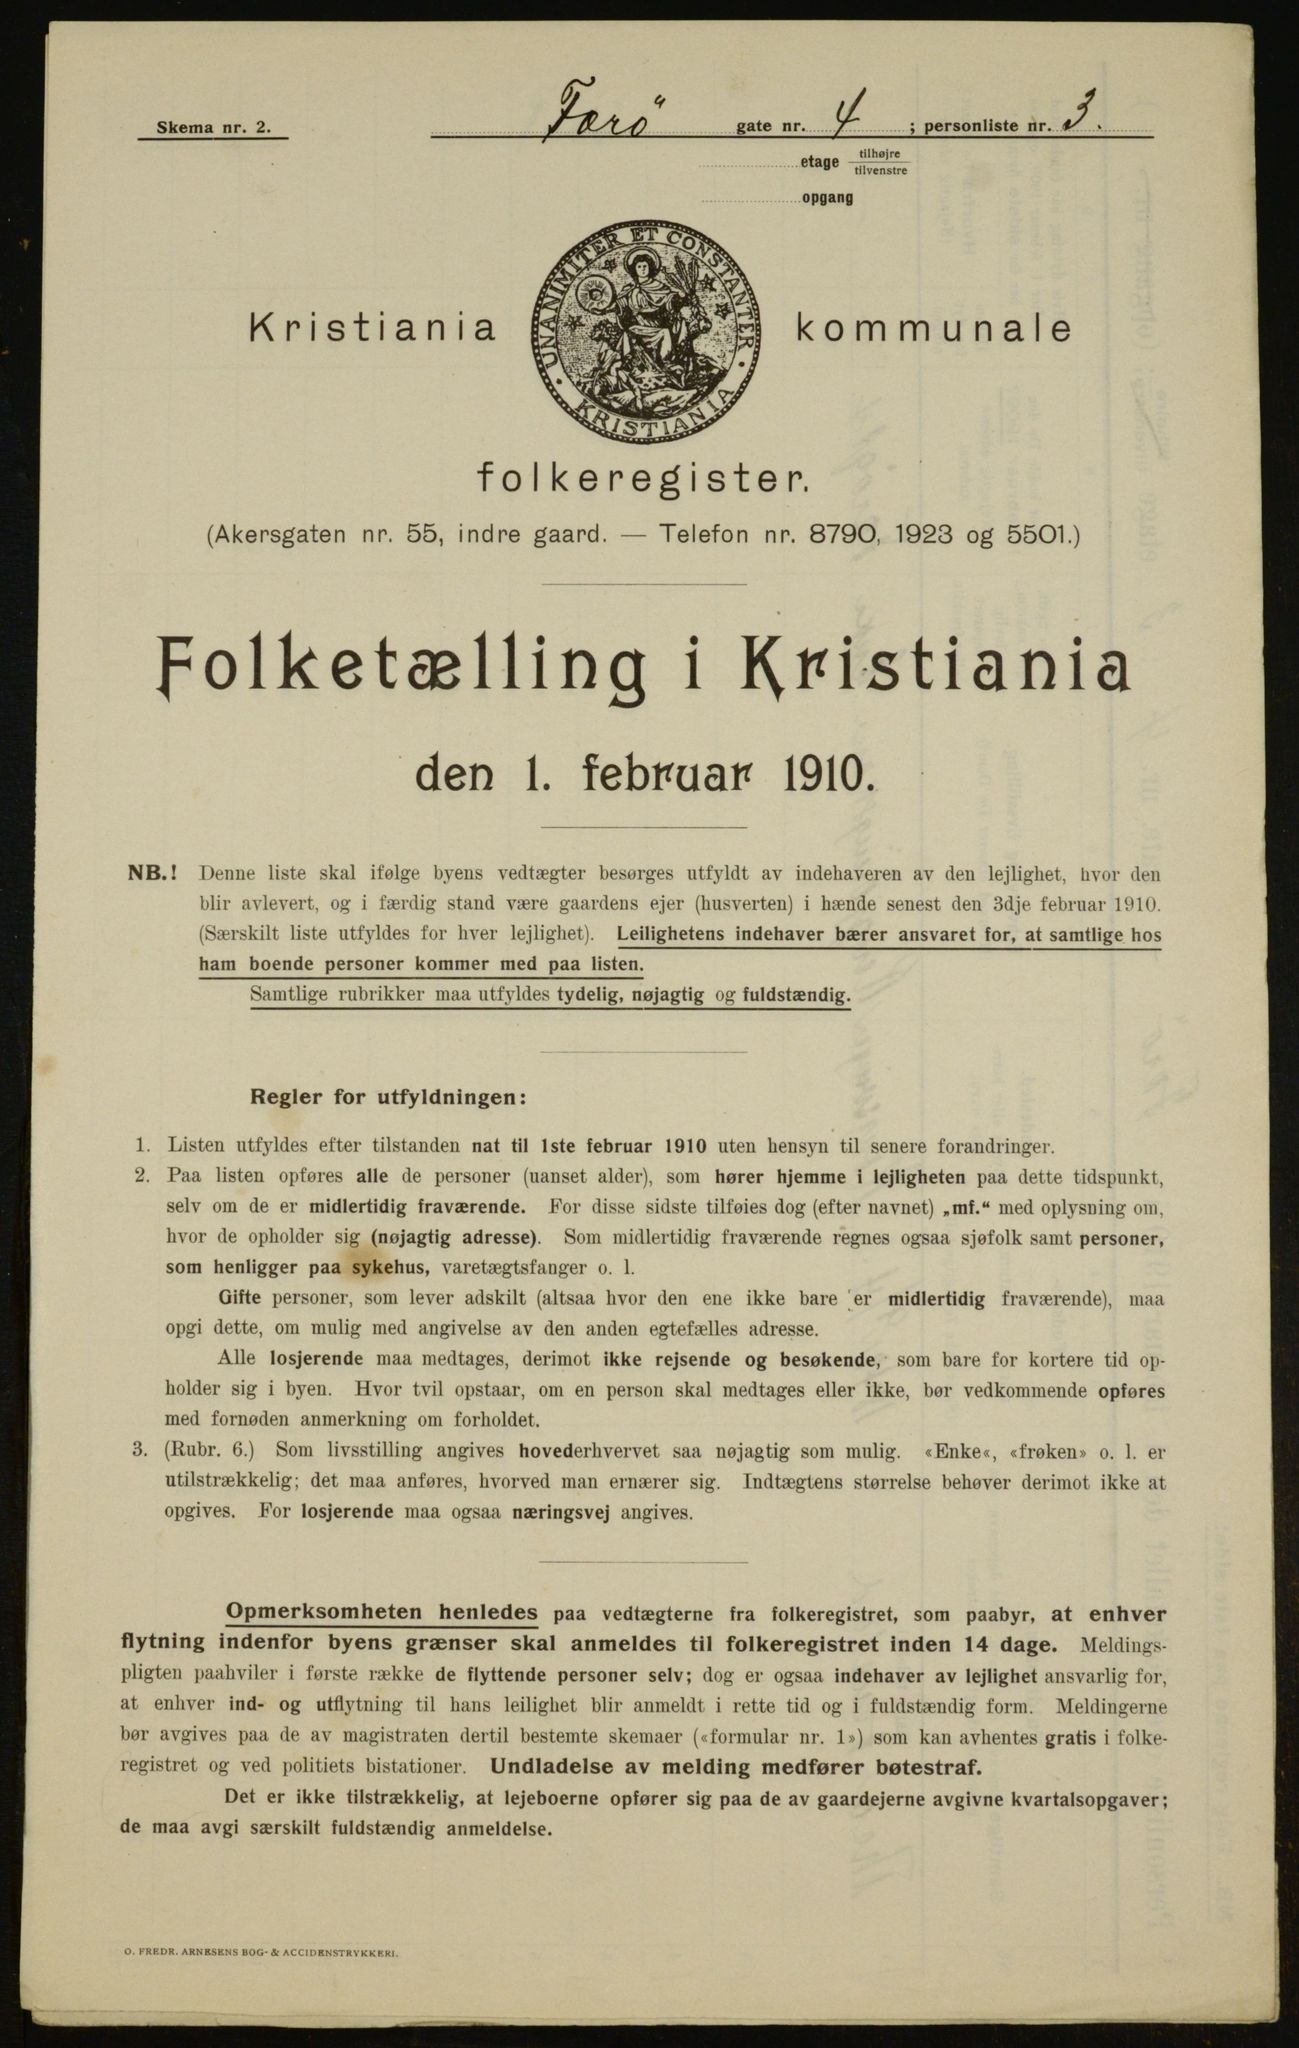 Skema nr. 2. Færö gate nr. 4 ; personliste nr. 3.
etage tilhøjre
tilvenstre
opgang
UNANIMITER ET CONSTANTER
KRISTIANIA
Kristiania kommunale
folkeregister.
(Akersgaten nr. 55, indre gaard. — Telefon nr. 8790, 1923 og 5501.)
Folketælling i Kristiania
den 1. februar 1910.
NB.! Denne liste skal ifølge byens vedtægter besørges utfyldt av indehaveren av den lejlighet, hvor den
blir avlevert, og i færdig stand være gaardens ejer (husverten) i hænde senest den 3dje februar 1910.
(Særskilt liste utfyldes for hver lejlighet). Leilighetens indehaver bærer ansvaret for, at samtlige hos
ham boende personer kommer med paa listen.
Samtlige rubrikker maa utfyldes tydelig, nøjagtig og fuldstændig.
Regler for utfyldningen:
1. Listen utfyldes efter tilstanden nat til 1ste februar 1910 uten hensyn til senere forandringer.
2. Paa listen opføres alle de personer (uanset alder), som hører hjemme i lejligheten paa dette tidspunkt,
selv om de er midlertidig fraværende. For disse sidste tilføies dog (efter navnet) „mf.“ med oplysning om,
hvor de opholder sig (nøjagtig adresse). Som midlertidig fraværende regnes ogsaa sjøfolk samt personer,
som henligger paa sykehus, varetægtsfanger o. l.
Gifte personer, som lever adskilt (altsaa hvor den ene ikke bare er midlertidig fraværende), maa
opgi dette, om mulig med angivelse av den anden egtefælles adresse.
Alle losjerende maa medtages, derimot ikke rejsende og besøkende, som bare for kortere tid op-
holder sig i byen. Hvor tvil opstaar, om en person skal medtages eller ikke, bør vedkommende opføres
med fornøden anmerkning om forholdet.
3. (Rubr. 6.) Som livsstilling angives hovederhvervet saa nøjagtig som mulig. «Enke«, «frøken» o. l. er
utilstrækkelig; det maa anføres, hvorved man ernærer sig. Indtægtens størrelse behøver derimot ikke at
opgives. For losjerende maa ogsaa næringsvej angives.
Opmerksomheten henledes paa vedtægterne fra folkeregistret, som paabyr, at enhver
flytning indenfor byens grænser skal anmeldes til folkeregistret inden 14 dage. Meldings-
pligten paahviler i første række de flyttende personer selv; dog er ogsaa indehaver av lejlighet ansvarlig for,
at enhver ind- og utflytning til hans leilighet blir anmeldt i rette tid og i fuldstændig form. Meldingerne
bør avgives paa de av magistraten dertil bestemte skemaer («formular nr. 1») som kan avhentes gratis i folke-
registret og ved politiets bistationer. Undladelse av melding medfører bøtestraf.
Det er ikke tilstrækkelig, at lejeboerne opfører sig paa de av gaardejerne avgivne kvartalsopgaver;
de maa avgi særskilt fuldstændig anmeldelse.
O. FREDR. ARNESENS BOG- & ACCIDENSTRYKKERI.